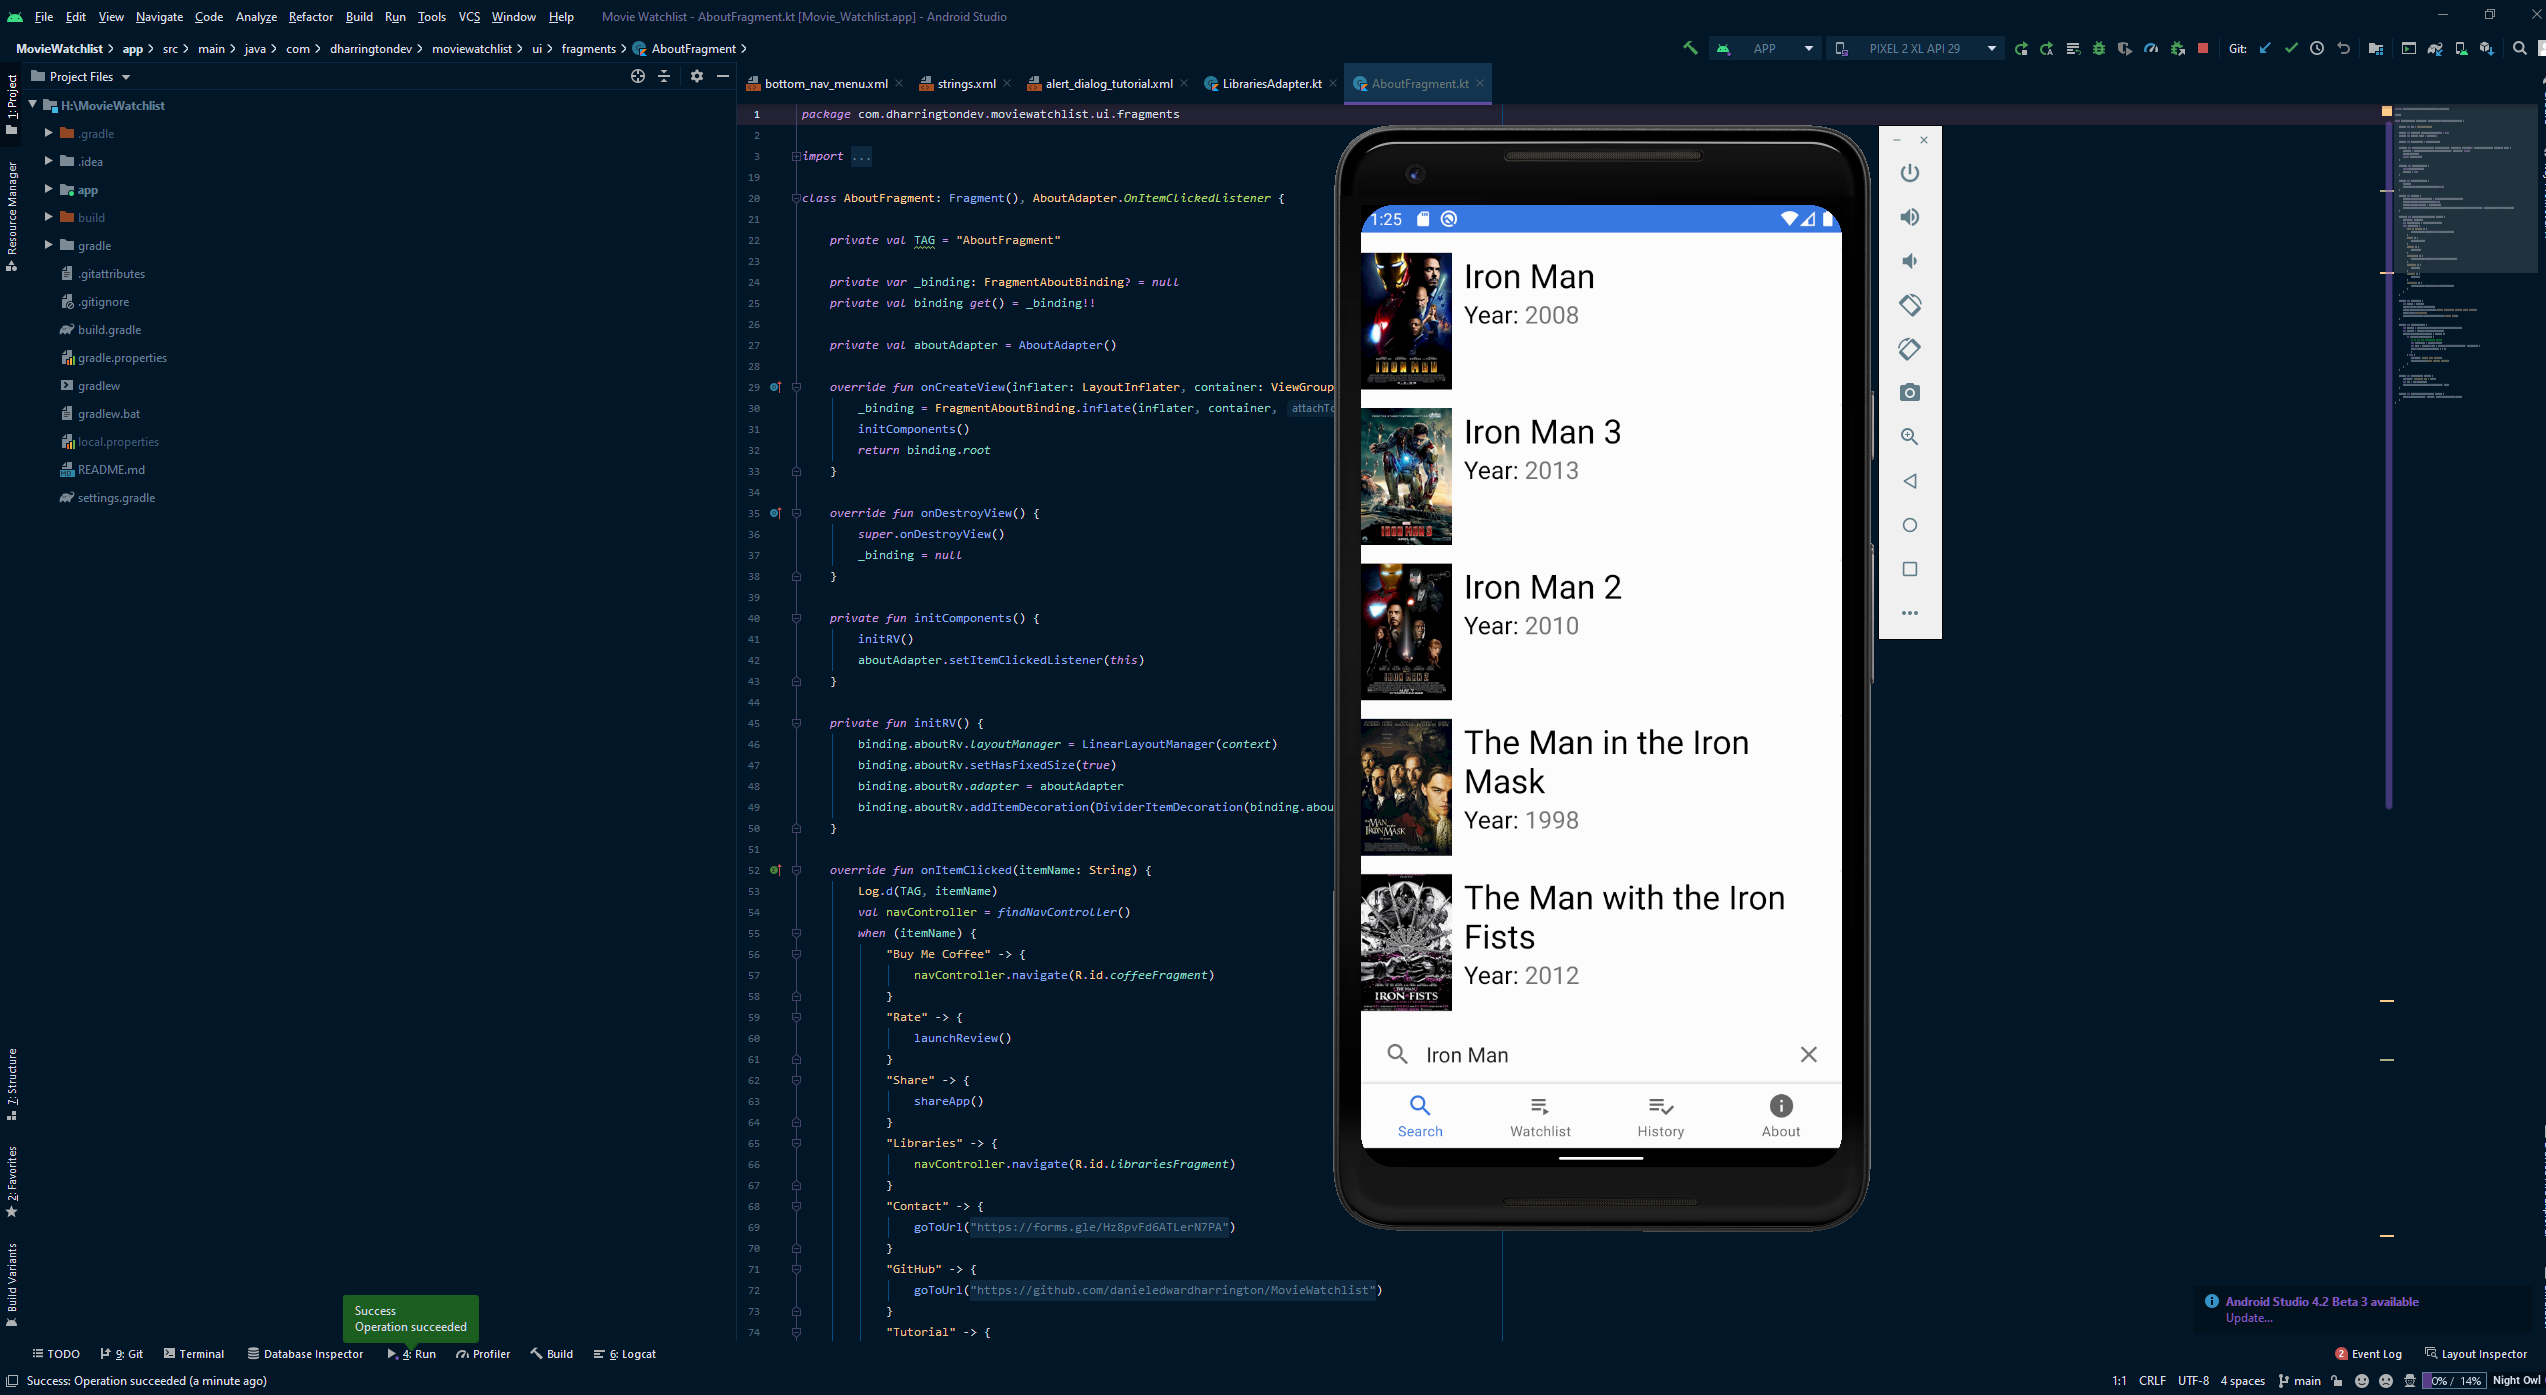 File Edit View Navigate Code Analyze Refactor Build Run Tools VCS Window Help Movie Watchlist - AboutFragment.kt [Movie_Watchlist.app] - Android Studio
MovieWatchlist app src main java com dharringtondev moviewatchlist ui fragments AboutFragment APP PIXEL 2 XL API 29 Git:
Project Files
bottom_nav_menu.xml strings.xml alert_dialog_tutorial.xml LibrariesAdapter.kt AboutFragment.kt
1: Project
Resource Manager
7: Structure
2: Favorites
Build Variants
H:\MovieWatchlist
.gradle
.idea
app
build
gradle
.gitattributes
.gitignore
build.gradle
gradle.properties
gradlew
gradlew.bat
local.properties
README.md
settings.gradle
1 package com.dharringtondev.moviewatchlist.ui.fragments
2
3 import ...
19
20 class AboutFragment: Fragment(), AboutAdapter.OnItemClickedListener {
21
22 private val TAG = "AboutFragment"
23
24 private var _binding: FragmentAboutBinding? = null
25 private val binding get() = _binding!!
26
27 private val aboutAdapter = AboutAdapter()
28
29 override fun onCreateView(inflater: LayoutInflater, container: ViewGroup
30 _binding = FragmentAboutBinding.inflate(inflater, container, attachTo
31 initComponents()
32 return binding.root
33 }
34
35 override fun onDestroyView() {
36 super.onDestroyView()
37 _binding = null
38 }
39
40 private fun initComponents() {
41 initRV()
42 aboutAdapter.setItemClickedListener(this)
43 }
44
45 private fun initRV() {
46 binding.aboutRv.layoutManager = LinearLayoutManager(context)
47 binding.aboutRv.setHasFixedSize(true)
48 binding.aboutRv.adapter = aboutAdapter
49 binding.aboutRv.addItemDecoration(DividerItemDecoration(binding.abou
50 }
51
52 override fun onItemClicked(itemName: String) {
53 Log.d(TAG, itemName)
54 val navController = findNavController()
55 when (itemName) {
56 "Buy Me Coffee" -> {
57 navController.navigate(R.id.coffeeFragment)
58 }
59 "Rate" -> {
60 launchReview()
61 }
62 "Share" -> {
63 shareApp()
64 }
65 "Libraries" -> {
66 navController.navigate(R.id.librariesFragment)
67 }
68 "Contact" -> {
69 goToUrl("https://forms.gle/Hz8pvFd6ATLerN7PA")
70 }
71 "GitHub" -> {
72 goToUrl("https://github.com/danieledwardharrington/MovieWatchlist")
73 }
74 "Tutorial" -> {
1:25
Iron Man
Year: 2008
IRON MAN
Iron Man 3
Year: 2013
IRON MAN 3
Iron Man 2
Year: 2010
IRON MAN 2
The Man in the Iron
Mask
Year: 1998
MAN
IRON MASK
The Man with the Iron
Fists
Year: 2012
IRON FISTS
Iron Man
Search Watchlist History About
Success
Operation succeeded
Android Studio 4.2 Beta 3 available
Update...
TODO 9: Git Terminal Database Inspector 4: Run Profiler Build 6: Logcat 2 Event Log Layout Inspector
Success: Operation succeeded (a minute ago) 1:1 CRLF UTF-8 4 spaces main 0% / 14% Night Owl